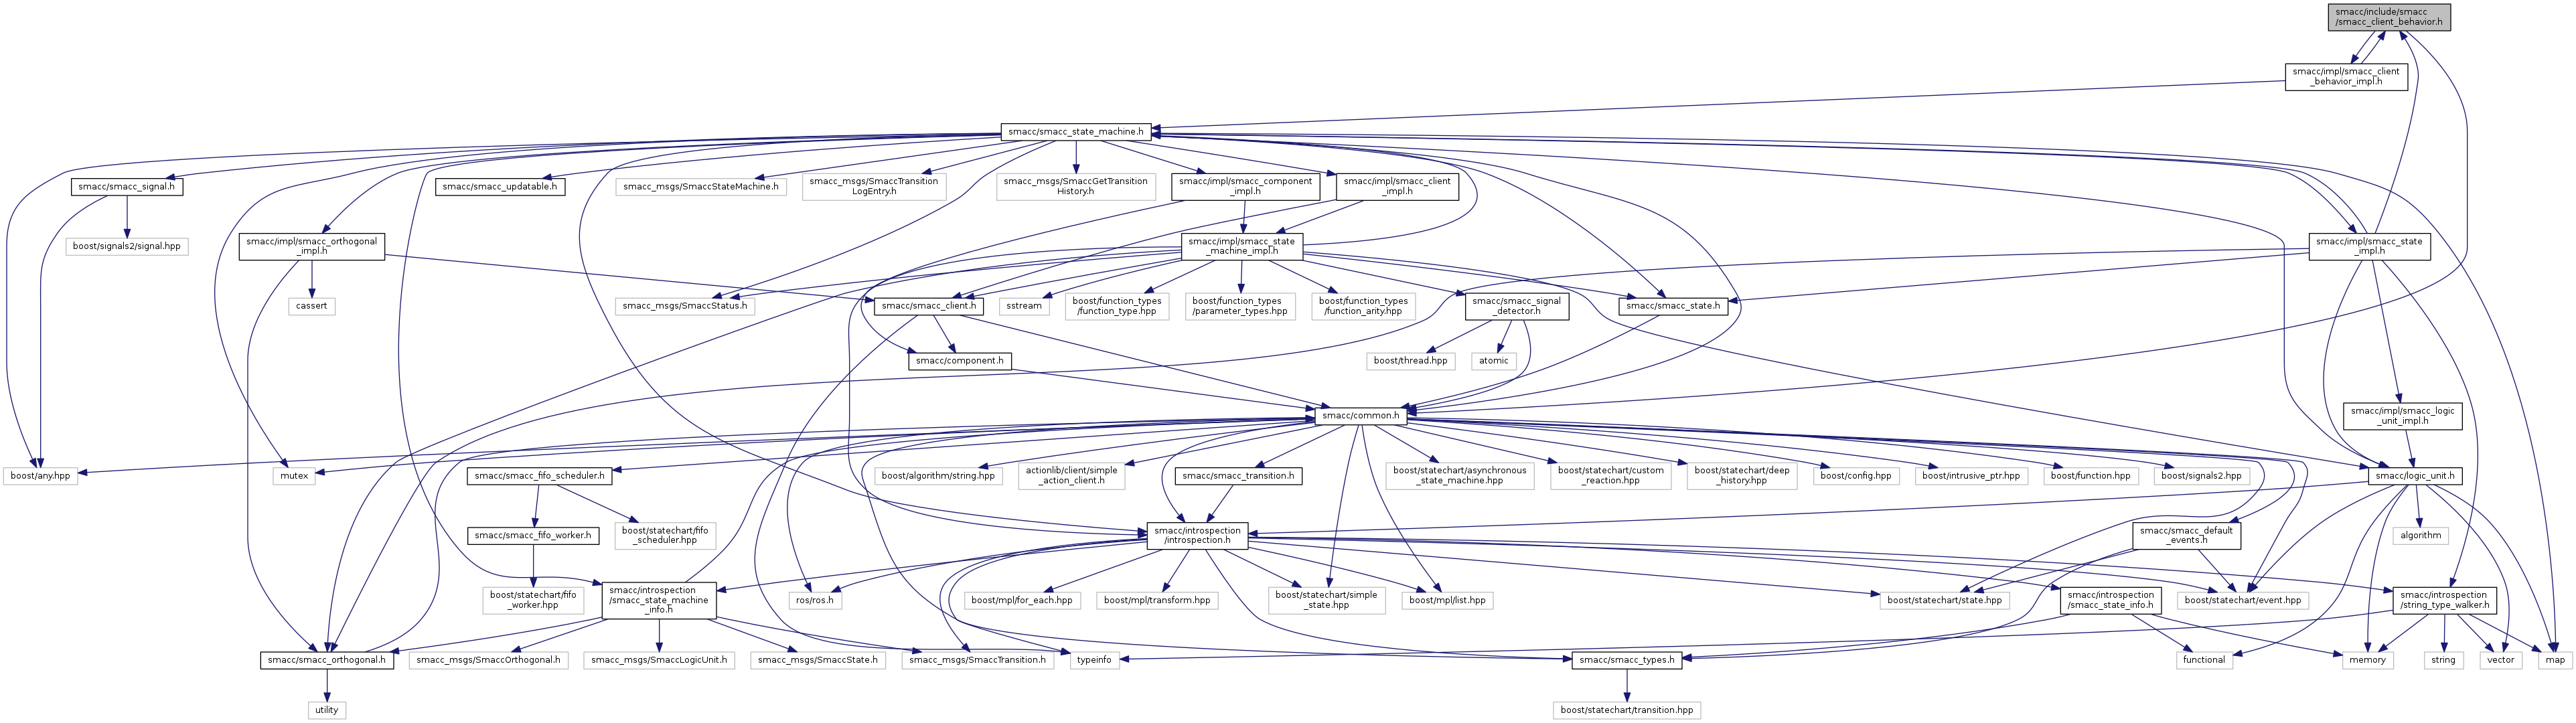 smacc/include/smacc
/smacc_client_behavior.h
smacc/impl/smacc_client
_behavior_impl.h
smacc/smacc_state_machine.h
smacc/smacc_signal.h
smacc/smacc_updatable.h
smacc_msgs/SmaccStateMachine.h
smacc_msgs/SmaccTransition
LogEntry.h
smacc_msgs/SmaccGetTransition
History.h
smacc/impl/smacc_component
_impl.h
smacc/impl/smacc_client
_impl.h
boost/signals2/signal.hpp
smacc/impl/smacc_orthogonal
_impl.h
smacc/impl/smacc_state
_machine_impl.h
smacc/impl/smacc_state
_impl.h
cassert
smacc_msgs/SmaccStatus.h
smacc/smacc_client.h
sstream
boost/function_types
/function_type.hpp
boost/function_types
/parameter_types.hpp
boost/function_types
/function_arity.hpp
smacc/smacc_signal
_detector.h
smacc/smacc_state.h
smacc/component.h
boost/thread.hpp
atomic
smacc/common.h
smacc/impl/smacc_logic
_unit_impl.h
boost/any.hpp
mutex
smacc/smacc_fifo_scheduler.h
boost/algorithm/string.hpp
actionlib/client/simple
_action_client.h
smacc/smacc_transition.h
boost/statechart/asynchronous
_state_machine.hpp
boost/statechart/custom
_reaction.hpp
boost/statechart/deep
_history.hpp
boost/config.hpp
boost/intrusive_ptr.hpp
boost/function.hpp
boost/signals2.hpp
smacc/logic_unit.h
smacc/smacc_fifo_worker.h
boost/statechart/fifo
_scheduler.hpp
smacc/introspection
/introspection.h
smacc/smacc_default
_events.h
algorithm
boost/statechart/fifo
_worker.hpp
smacc/introspection
/smacc_state_machine
_info.h
ros/ros.h
boost/mpl/for_each.hpp
boost/mpl/transform.hpp
boost/statechart/simple
_state.hpp
boost/mpl/list.hpp
boost/statechart/state.hpp
smacc/introspection
/smacc_state_info.h
boost/statechart/event.hpp
smacc/introspection
/string_type_walker.h
smacc/smacc_orthogonal.h
smacc_msgs/SmaccOrthogonal.h
smacc_msgs/SmaccLogicUnit.h
smacc_msgs/SmaccState.h
smacc_msgs/SmaccTransition.h
typeinfo
smacc/smacc_types.h
functional
memory
string
vector
map
utility
boost/statechart/transition.hpp